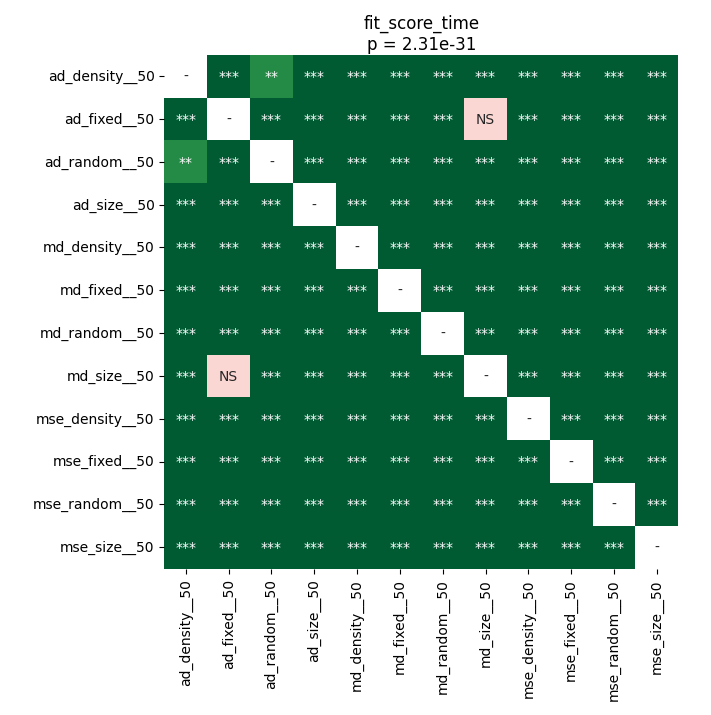 fit_score_time
p = 2.31e-31
ad_density__50 - *** ** *** *** *** *** *** *** *** *** ***
ad_fixed__50 *** - *** *** *** *** *** NS *** *** *** ***
ad_random__50 ** *** - *** *** *** *** *** *** *** *** ***
ad_size__50 *** *** *** - *** *** *** *** *** *** *** ***
md_density__50 *** *** *** *** - *** *** *** *** *** *** ***
md_fixed__50 *** *** *** *** *** - *** *** *** *** *** ***
md_random__50 *** *** *** *** *** *** - *** *** *** *** ***
md_size__50 *** NS *** *** *** *** *** - *** *** *** ***
mse_density__50 *** *** *** *** *** *** *** *** - *** *** ***
mse_fixed__50 *** *** *** *** *** *** *** *** *** - *** ***
mse_random__50 *** *** *** *** *** *** *** *** *** *** - ***
mse_size__50 *** *** *** *** *** *** *** *** *** *** *** -
ad_density__50
ad_fixed__50
ad_random__50
ad_size__50
md_density__50
md_fixed__50
md_random__50
md_size__50
mse_density__50
mse_fixed__50
mse_random__50
mse_size__50